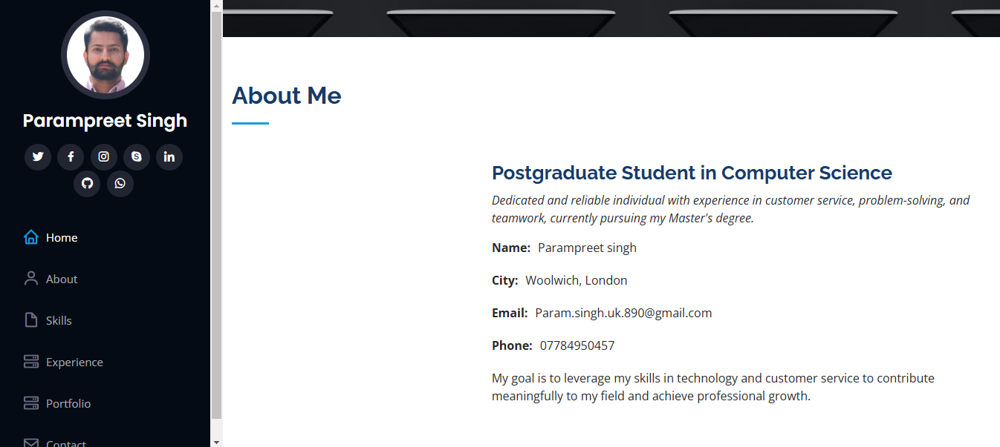 Parampreet Singh
Home
About
Skills
Experience
Portfolio
Contact
About Me
Postgraduate Student in Computer Science
Dedicated and reliable individual with experience in customer service, problem-solving, and
teamwork, currently pursuing my Master's degree.
Name: Parampreet singh
City: Woolwich, London
Email: Param.singh.uk.890@gmail.com
Phone: 07784950457
My goal is to leverage my skills in technology and customer service to contribute
meaningfully to my field and achieve professional growth.